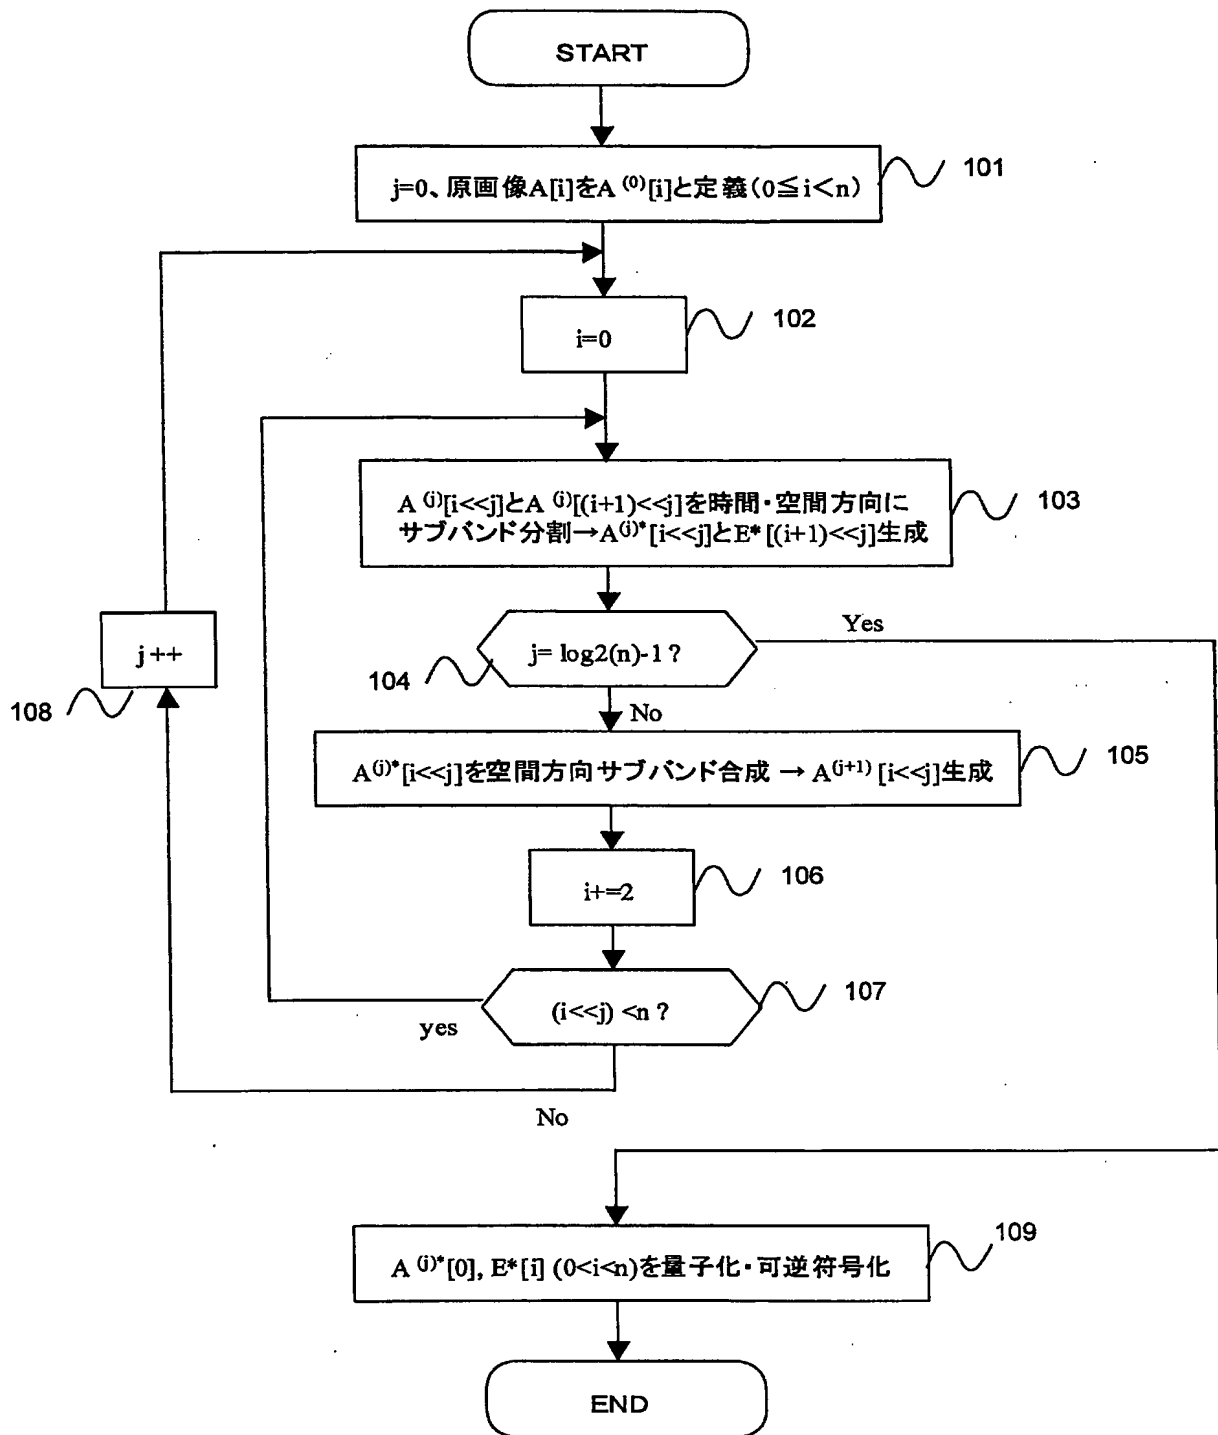 START
j=0、原画像A[i]をA⁽⁰⁾[i]と定義(0≦i<n)
101
i=0
102
A⁽ʲ⁾[i<<j]とA⁽ʲ⁾[(i+1)<<j]を時間・空間方向に
サブバンド分割→A⁽ʲ⁾*[i<<j]とE*[(i+1)<<j]生成
103
j= log2(n)-1 ?
104
Yes
No
j++
108
A⁽ʲ⁾*[i<<j]を空間方向サブバンド合成 → A⁽ʲ⁺¹⁾[i<<j]生成
105
i+=2
106
(i<<j) <n ?
107
yes
No
A⁽ʲ⁾*[0], E*[i] (0<i<n)を量子化・可逆符号化
109
END